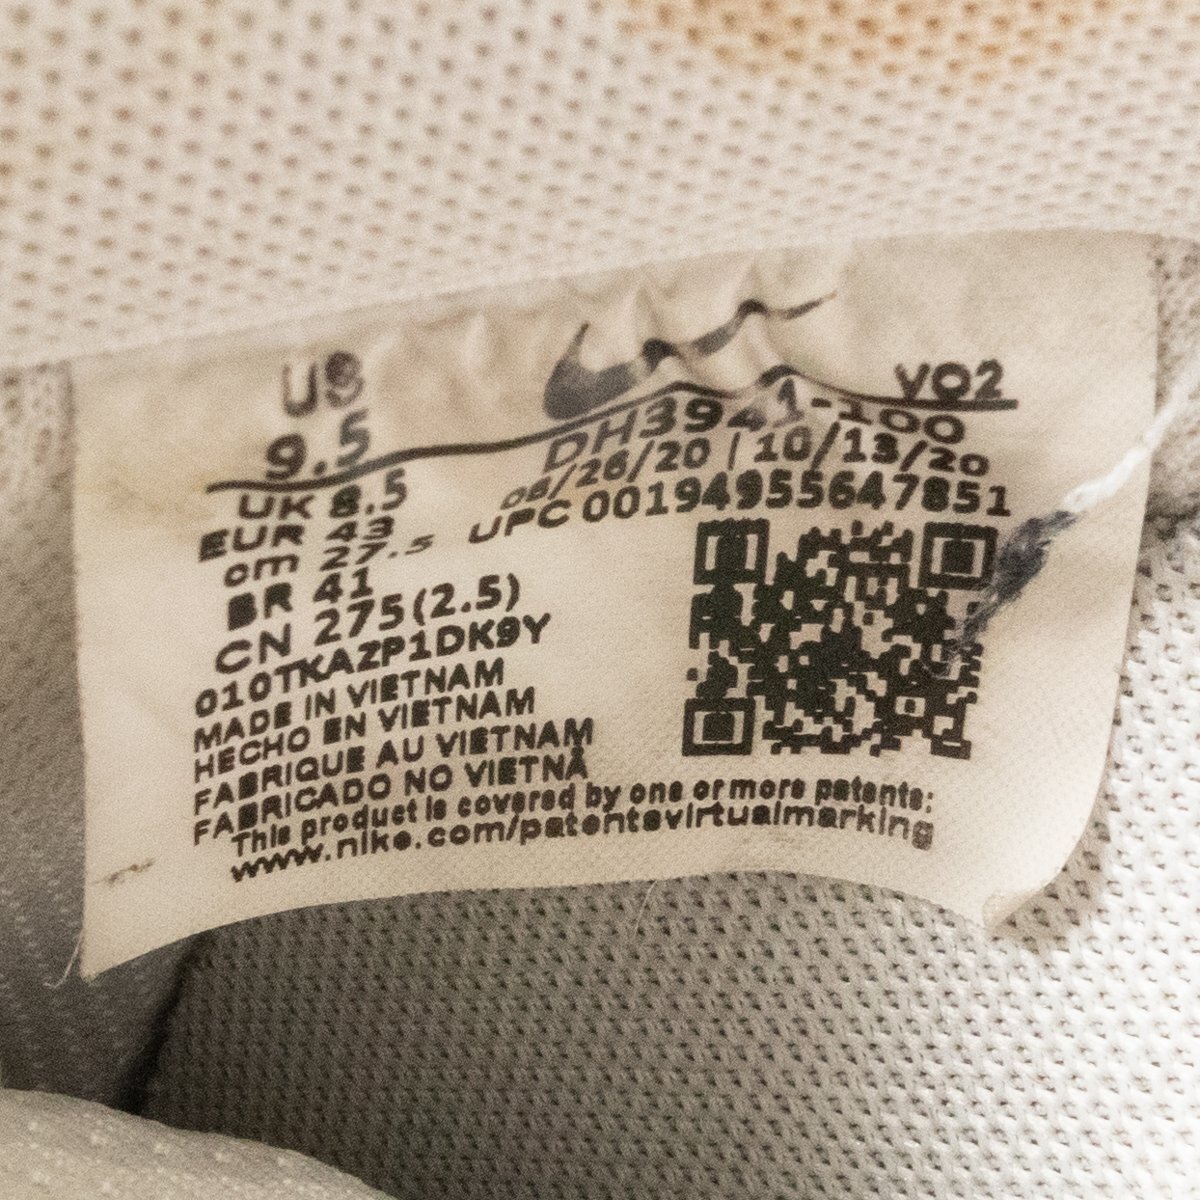 US
9.5
VO2
UK 8.5
EUR 43
cm 27.5
BR 41
CN 275(2.5)
DH3941-100
08/26/20 | 10/13/20
UPC 00194955647851
010TKAZP1DK9Y
MADE IN VIETNAM
HECHO EN VIETNAM
FABRIQUE AU VIETNAM
FABRICADO NO VIETNÃ
This product is covered by one or more patents:
www.nike.com/patentsvirtualmarking